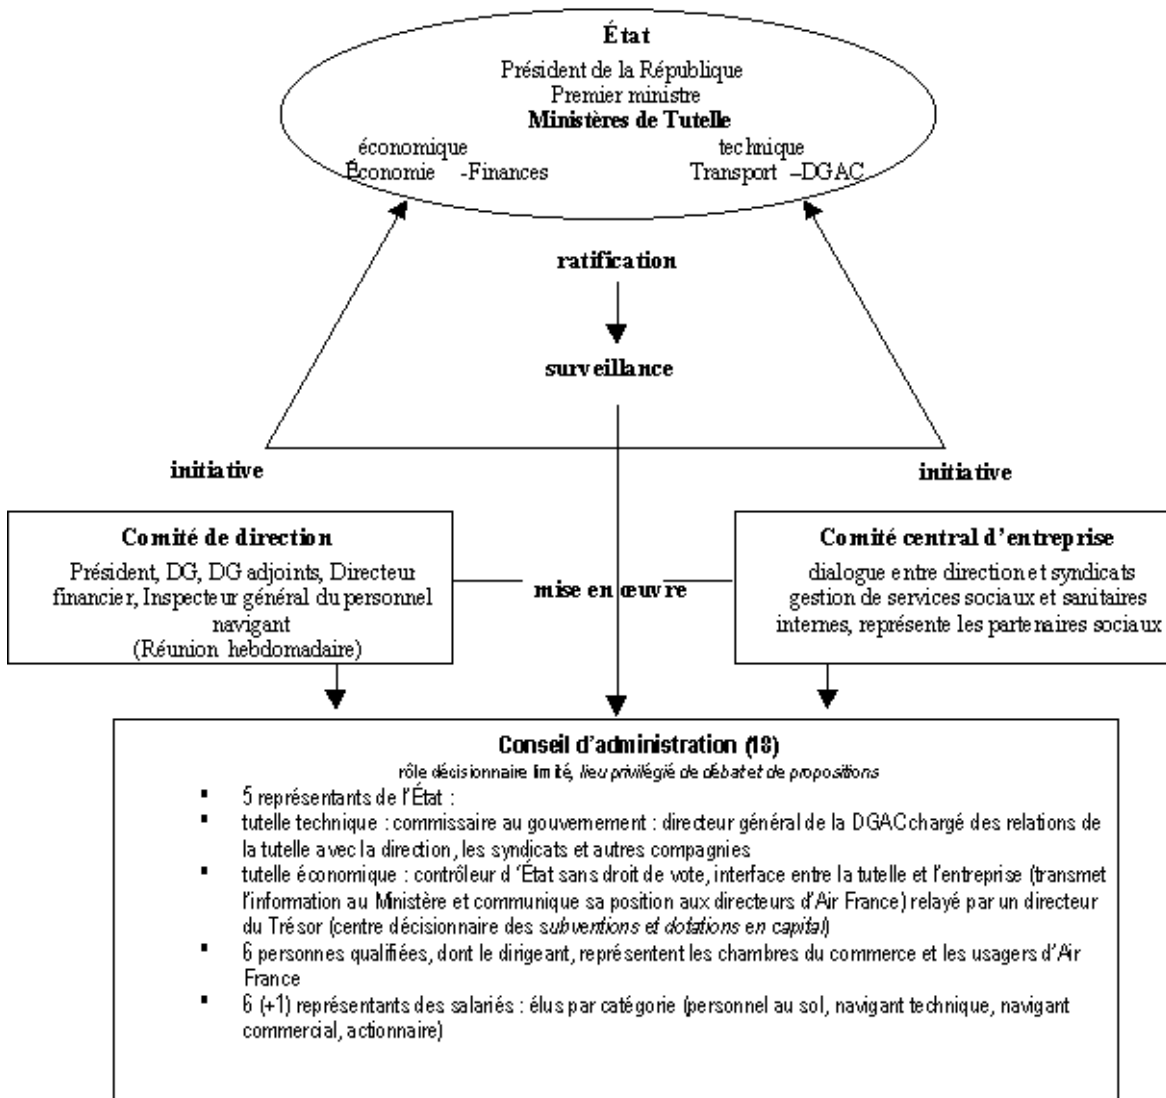 État
Président de la République
Premier ministre
Ministères de Tutelle
économique
Économie -Finances
technique
Transport –DGAC
ratification
surveillance
initiative
initiative
Comité de direction
Président, DG, DG adjoints, Directeur
financier, Inspecteur général du personnel
navigant
(Réunion hebdomadaire)
mise en œuvre
Comité central d’entreprise
dialogue entre direction et syndicats
gestion de services sociaux et sanitaires
internes, représente les partenaires sociaux
Conseil d’administration (18)
rôle décisionnaire limité, lieu privilégié de débat et de propositions
▪ 5 représentants de l’État :
▪ tutelle technique : commissaire au gouvernement : directeur général de la DGAC chargé des relations de
la tutelle avec la direction, les syndicats et autres compagnies
▪ tutelle économique : contrôleur d ‘État sans droit de vote, interface entre la tutelle et l’entreprise (transmet
l’information au Ministère et communique sa position aux directeurs d’Air France) relayé par un directeur
du Trésor (centre décisionnaire des subventions et dotations en capital)
▪ 6 personnes qualifiées, dont le dirigeant, représentent les chambres du commerce et les usagers d’Air
France
▪ 6 (+1) représentants des salariés : élus par catégorie (personnel au sol, navigant technique, navigant
commercial, actionnaire)